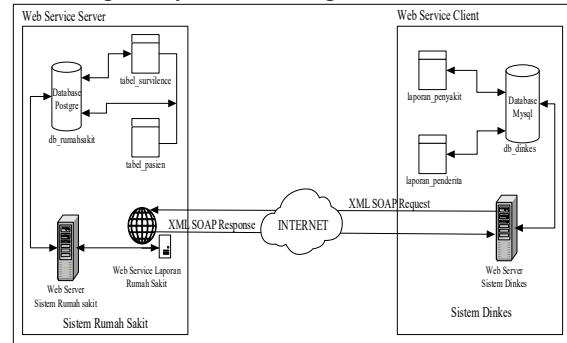 Web Service Server
Database
Postgre
db_rumahsakit
tabel_survilence
tabel_pasien
Web Server
Sistem Rumah sakit
Web Service Laporan
Rumah Sakit
Sistem Rumah Sakit
XML SOAP Response
INTERNET
XML SOAP Request
Web Service Client
laporan_penyakit
laporan_penderita
Database
Mysql
db_dinkes
Web Server
Sistem Dinkes
Sistem Dinkes